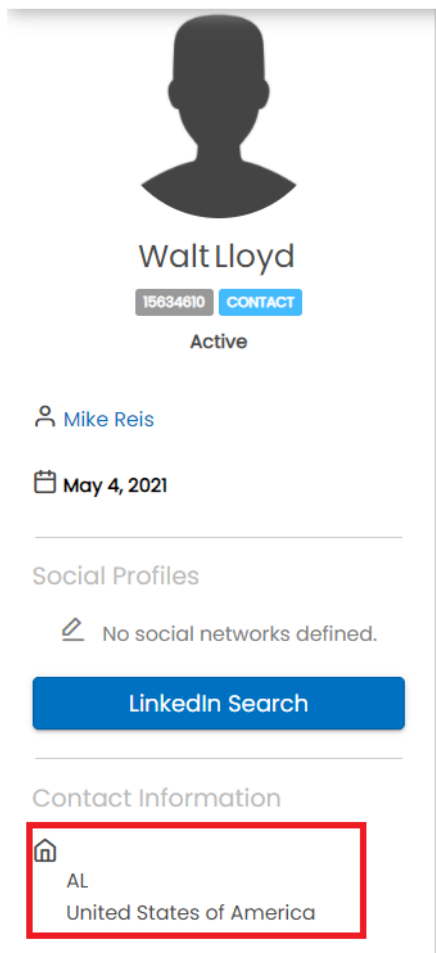 Walt Lloyd
15634610 CONTACT
Active
Mike Reis
May 4, 2021
Social Profiles
No social networks defined.
LinkedIn Search
Contact Information
AL
United States of America